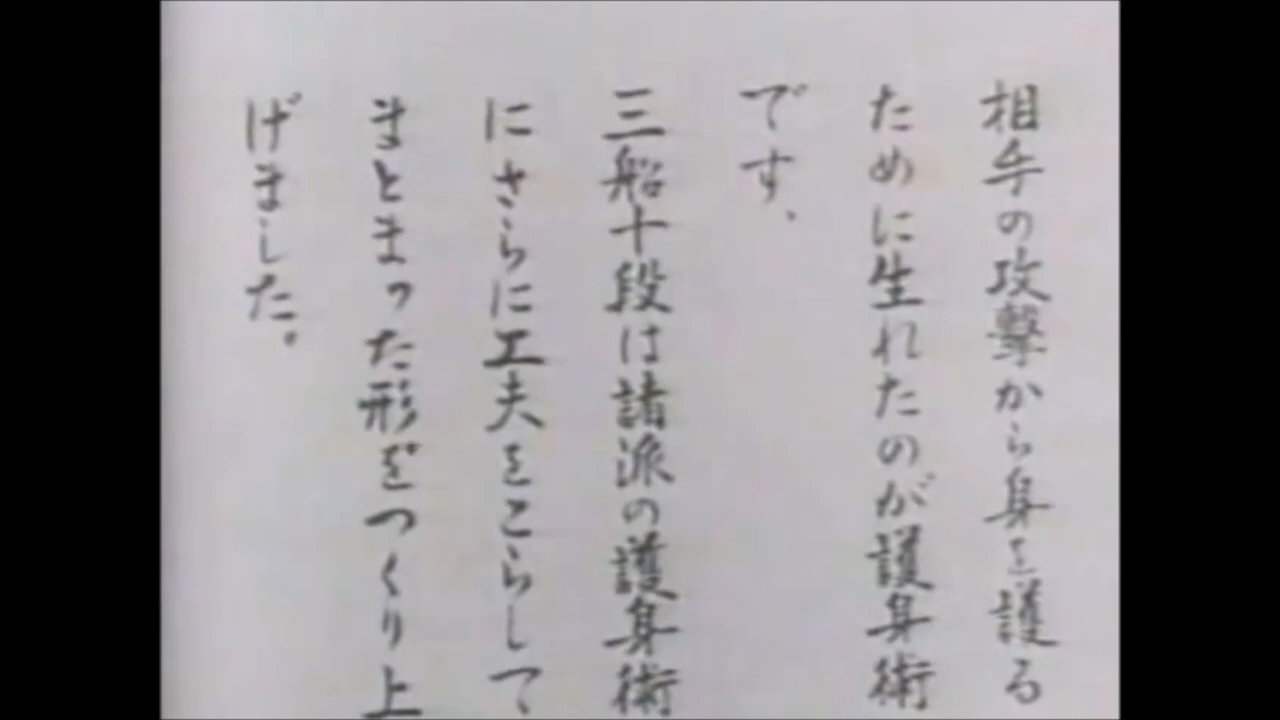 相手の攻撃から身を護る
ために生れたのが護身術
です、
三船十段は諸派の護身術
にさらに工夫をこらして
まとまった形をつくり上
げました。